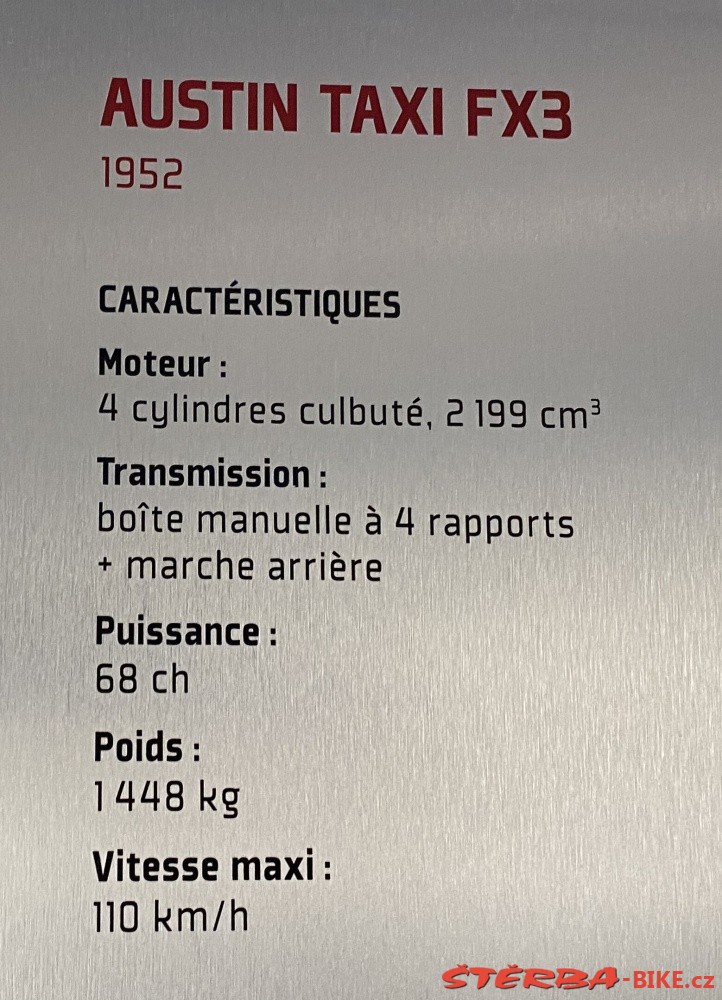 AUSTIN TAXI FX3
1952
CARACTÉRISTIQUES
Moteur :
4 cylindres culbuté, 2 199 cm³
Transmission :
boîte manuelle à 4 rapports
+ marche arrière
Puissance :
68 ch
Poids :
1 448 kg
Vitesse maxi :
110 km/h
ŠTĚRBA-BIKE.cz